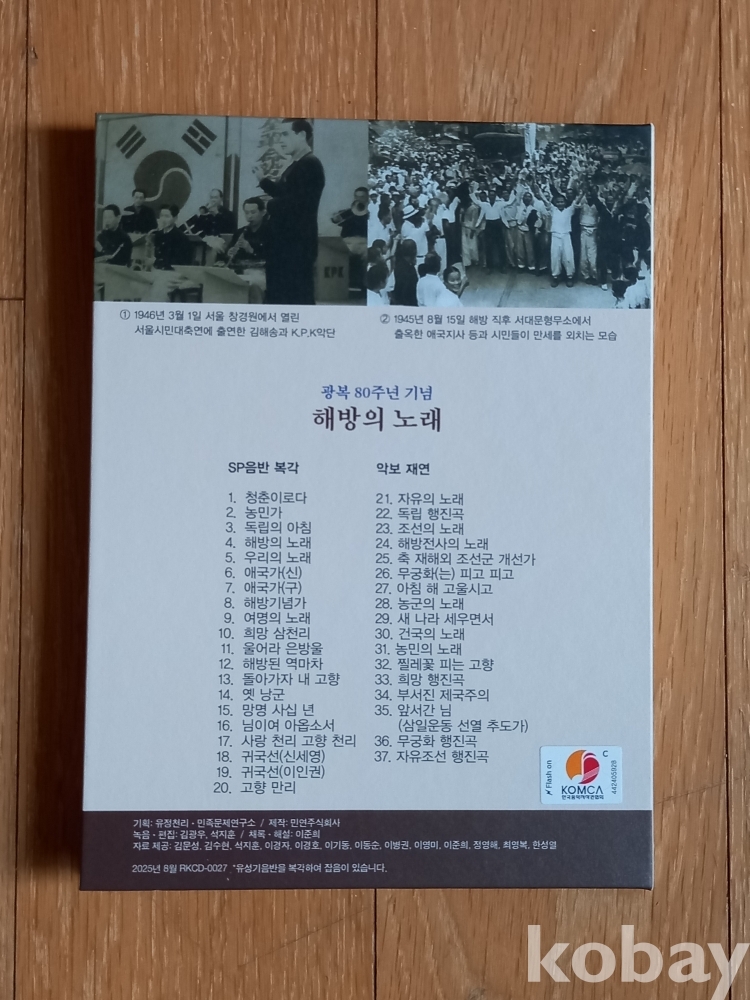 KPK
① 1946년 3월 1일 서울 창경원에서 열린
서울시민대축연에 출연한 김해송과 K.P.K악단
② 1945년 8월 15일 해방 직후 서대문형무소에서
출옥한 애국지사 등과 시민들이 만세를 외치는 모습
광복 80주년 기념
해방의 노래
SP음반 복각
1. 청춘이로다
2. 농민가
3. 독립의 아침
4. 해방의 노래
5. 우리의 노래
6. 애국가(신)
7. 애국가(구)
8. 해방기념가
9. 여명의 노래
10. 희망 삼천리
11. 울어라 은방울
12. 해방된 역마차
13. 돌아가자 내 고향
14. 옛 낭군
15. 망명 사십 년
16. 님이여 아옵소서
17. 사랑 천리 고향 천리
18. 귀국선(신세영)
19. 귀국선(이인권)
20. 고향 만리
악보 재연
21. 자유의 노래
22. 독립 행진곡
23. 조선의 노래
24. 해방전사의 노래
25. 축 재해외 조선군 개선가
26. 무궁화(는) 피고 피고
27. 아침 해 고울시고
28. 농군의 노래
29. 새 나라 세우면서
30. 건국의 노래
31. 농민의 노래
32. 찔레꽃 피는 고향
33. 희망 행진곡
34. 부서진 제국주의
35. 앞서간 님
(삼일운동 선열 추도가)
36. 무궁화 행진곡
37. 자유조선 행진곡
Flash on
KOMCA
한국음악저작권협회
C
442405928
기획: 유정천리 · 민족문제연구소 / 제작: 민연주식회사
녹음 · 편집: 김광우, 석지훈 / 채록 · 해설: 이준희
자료 제공: 김문성, 김수현, 석지훈, 이경자, 이경호, 이기동, 이동순, 이병권, 이영미, 이준희, 정영해, 최영복, 한성열
2025년 8월 RKCD-0027 *유성기음반을 복각하여 잡음이 있습니다.
kobay